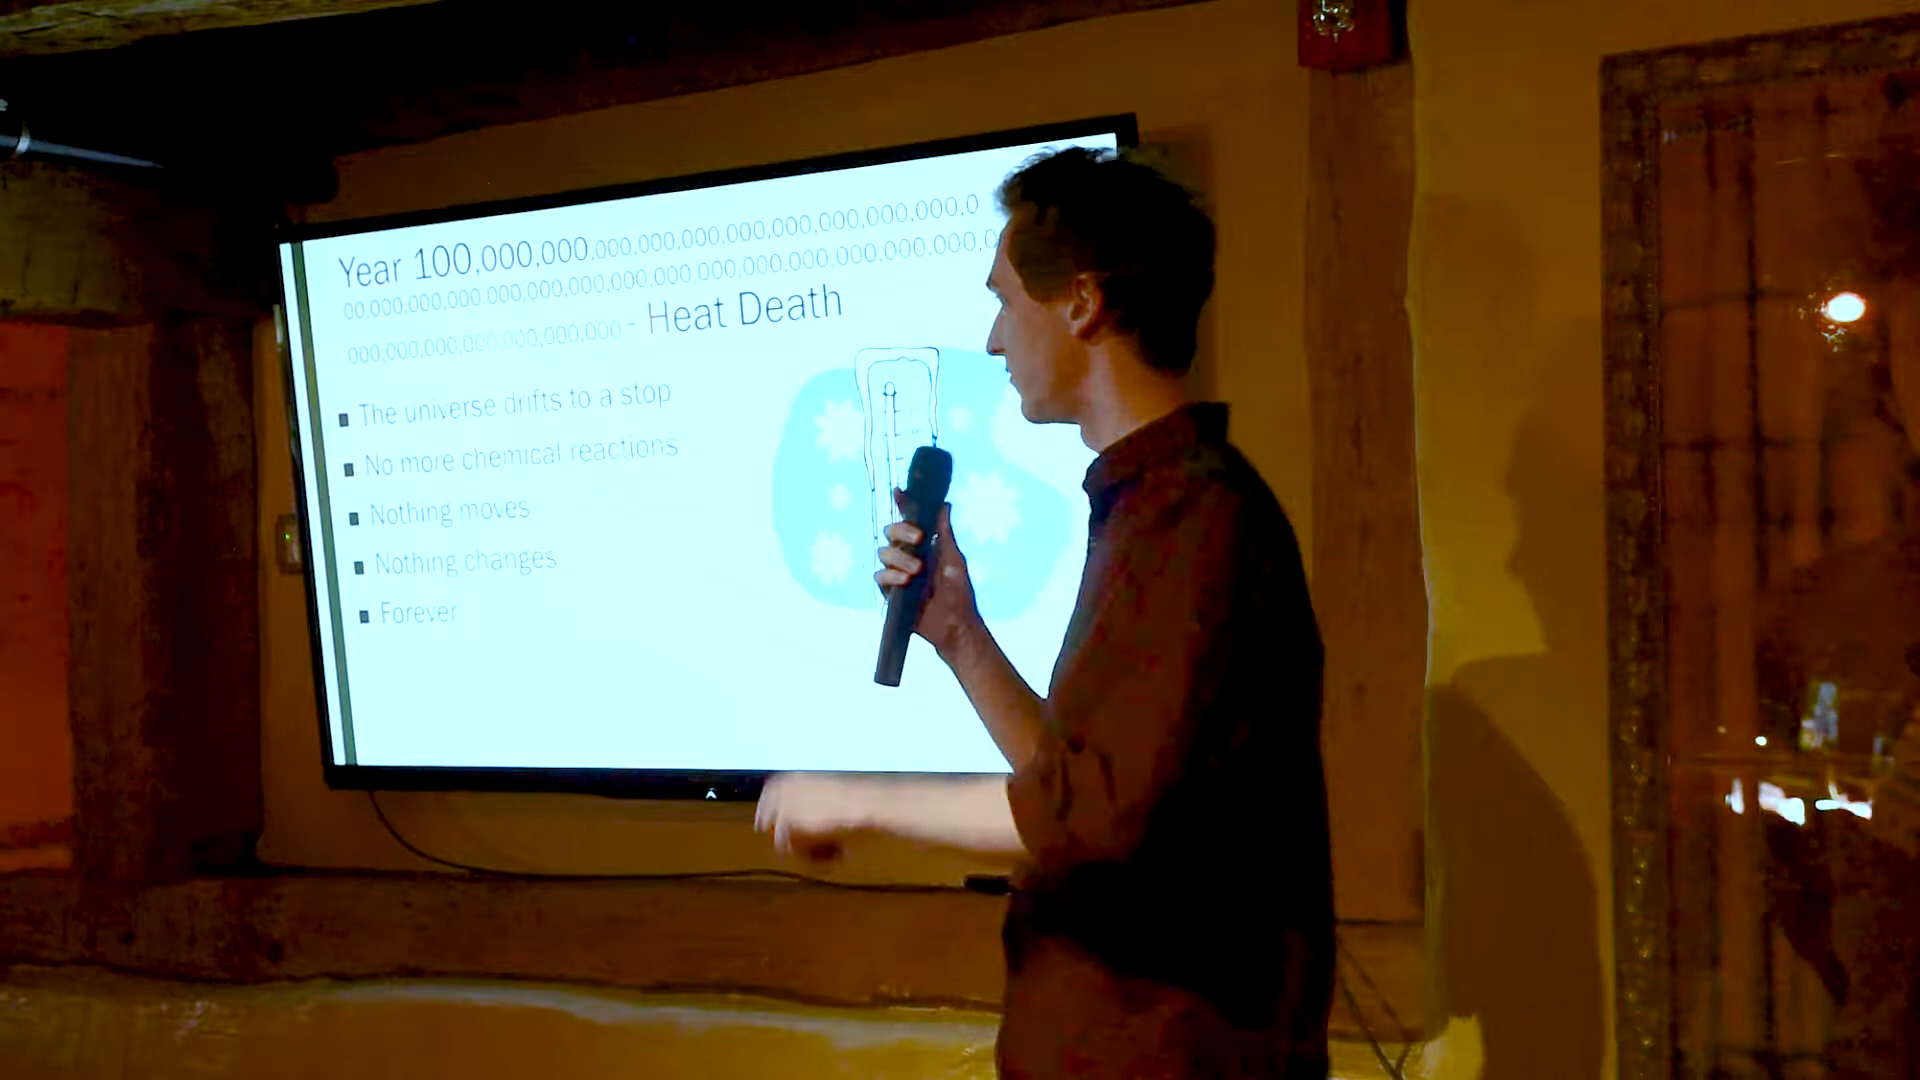 Year 100,000,000,000,000,000,000,000,000,000,000,000,0
00,000,000,000,000,000,000,000,000,000,000,000,000,000,000,0
000,000,000,000,000,000,000,000 - Heat Death
The universe drifts to a stop
No more chemical reactions
Nothing moves
Nothing changes
Forever